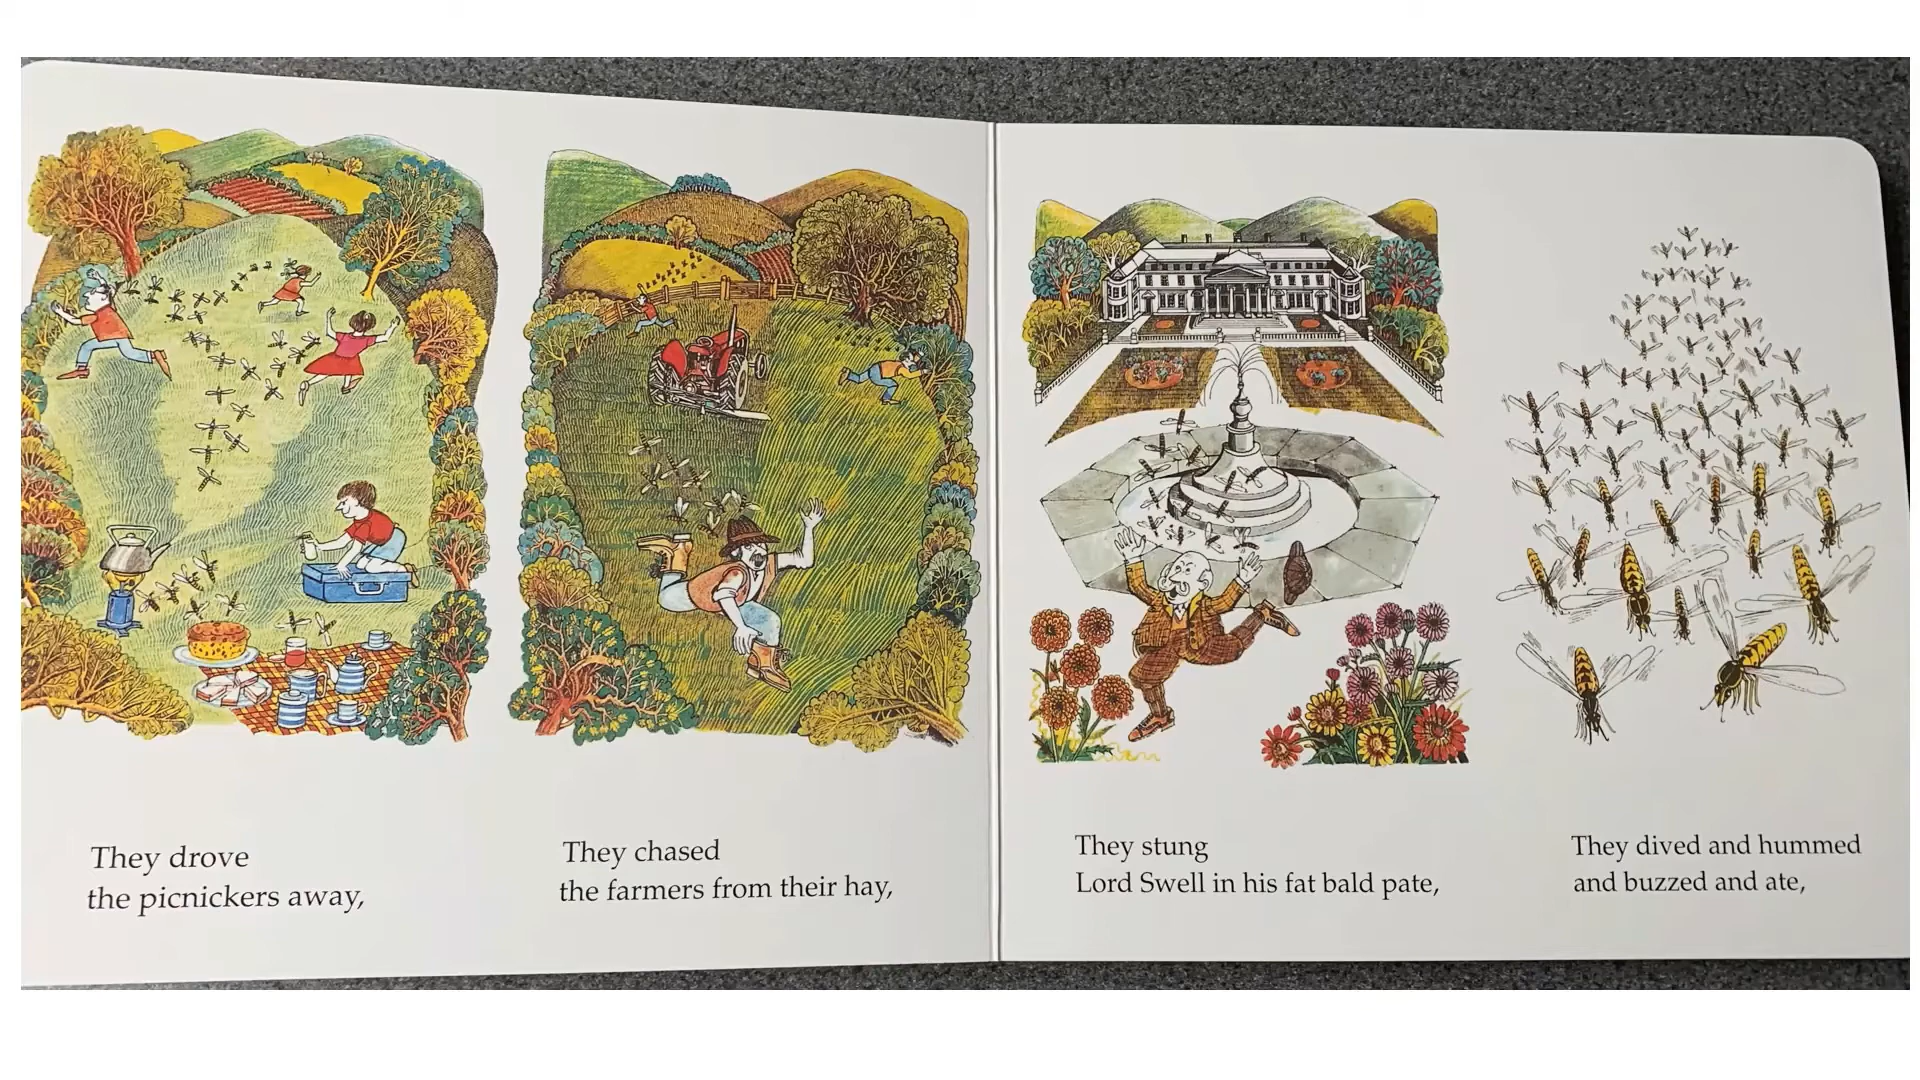 They drove
the picnickers away,
They chased
the farmers from their hay,
They stung
Lord Swell in his fat bald pate,
They dived and hummed
and buzzed and ate,